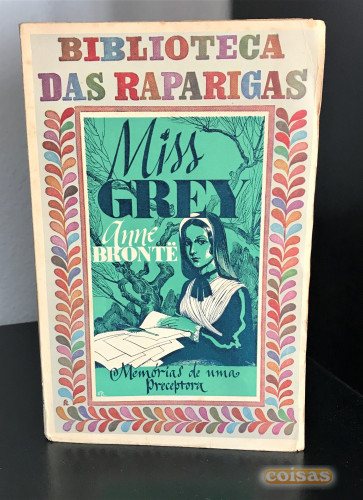 BIBLIOTECA
DAS RAPARIGAS
Miss
GREY
Anne
BRONTË
Memórias de uma
Preceptora
coisas